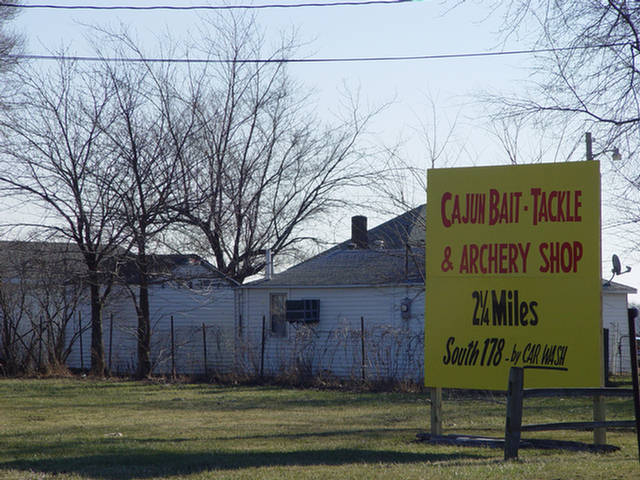 CAJUN BAIT - TACKLE
& ARCHERY SHOP
2¼ Miles
South 178 - by CAR WASH